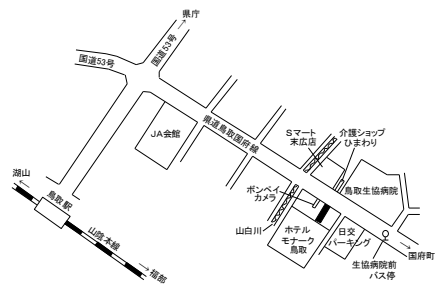 県庁
国道53号
国道53号
県道鳥取国府線
JA会館
Sマート
末広店
介護ショップ
ひまわり
湖山
鳥取駅
ボンベイ
カメラ
鳥取生協病院
山陰本線
山白川
ホテル
モナーク
鳥取
日交
パーキング
国府町
生協病院前
バス停
福部